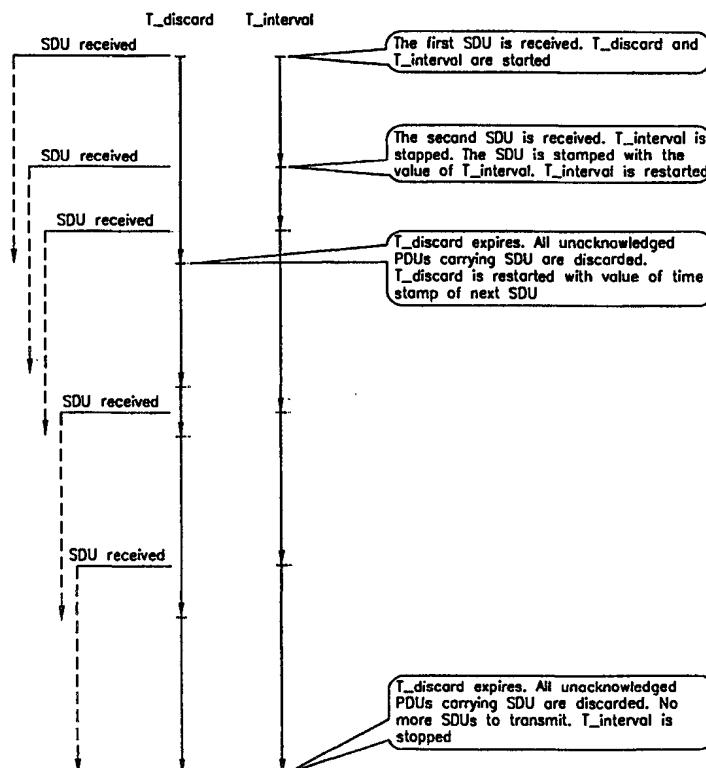 T_discard T_interval
SDU received
The first SDU is received. T_discard and
T_interval are started
SDU received
The second SDU is received. T_interval is
stapped. The SDU is stamped with the
value of T_interval. T_interval is restarted
SDU received
T_discard expires. All unacknowledged
PDUs carrying SDU are discarded.
T_discard is restarted with value of time
stamp of next SDU
SDU received
SDU received
T_discard expires. All unacknowledged
PDUs carrying SDU are discarded. No
more SDUs to transmit. T_interval is
stopped